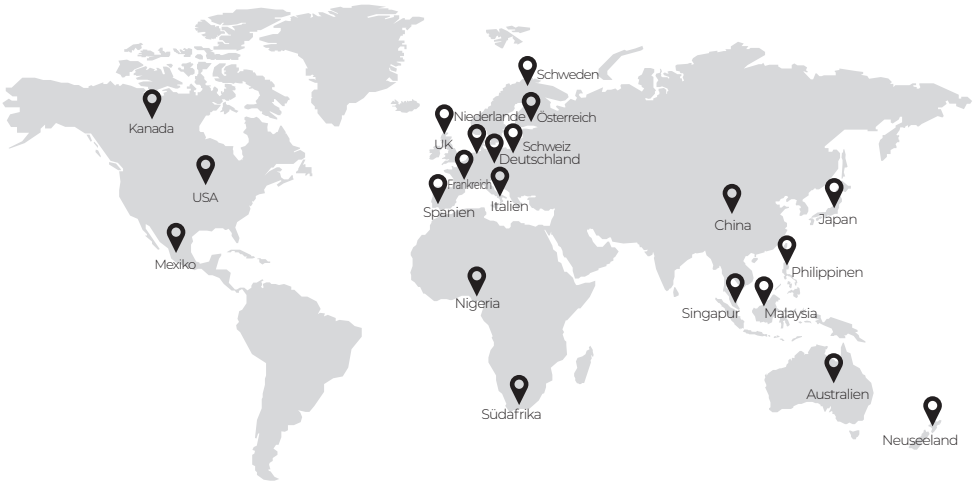 Schweden
Kanada
Niederlande
Österreich
UK
Schweiz
Deutschland
Frankreich
USA
Spanien
Italien
China
Japan
Mexiko
Philippinen
Nigeria
Singapur
Malaysia
Australien
Südafrika
Neuseeland